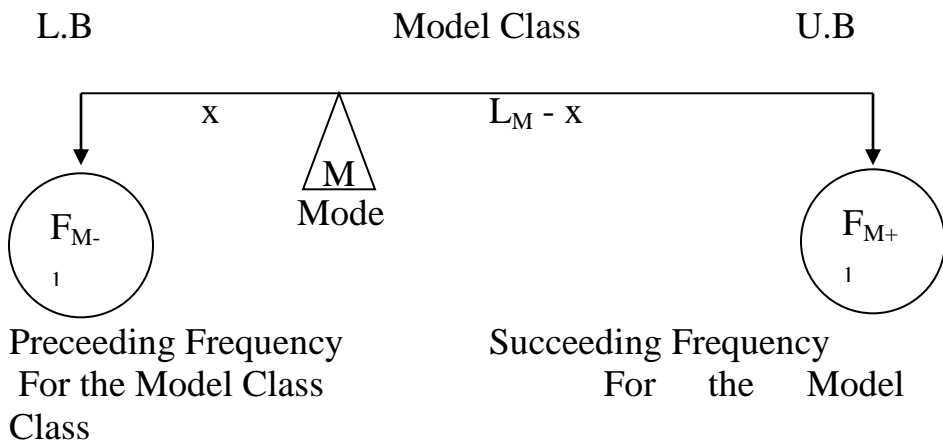 L.B Model Class U.B
x L_M - x
M
Mode
F_M- F_M+
1 1
Preceeding Frequency Succeeding Frequency
For the Model Class For the Model
Class